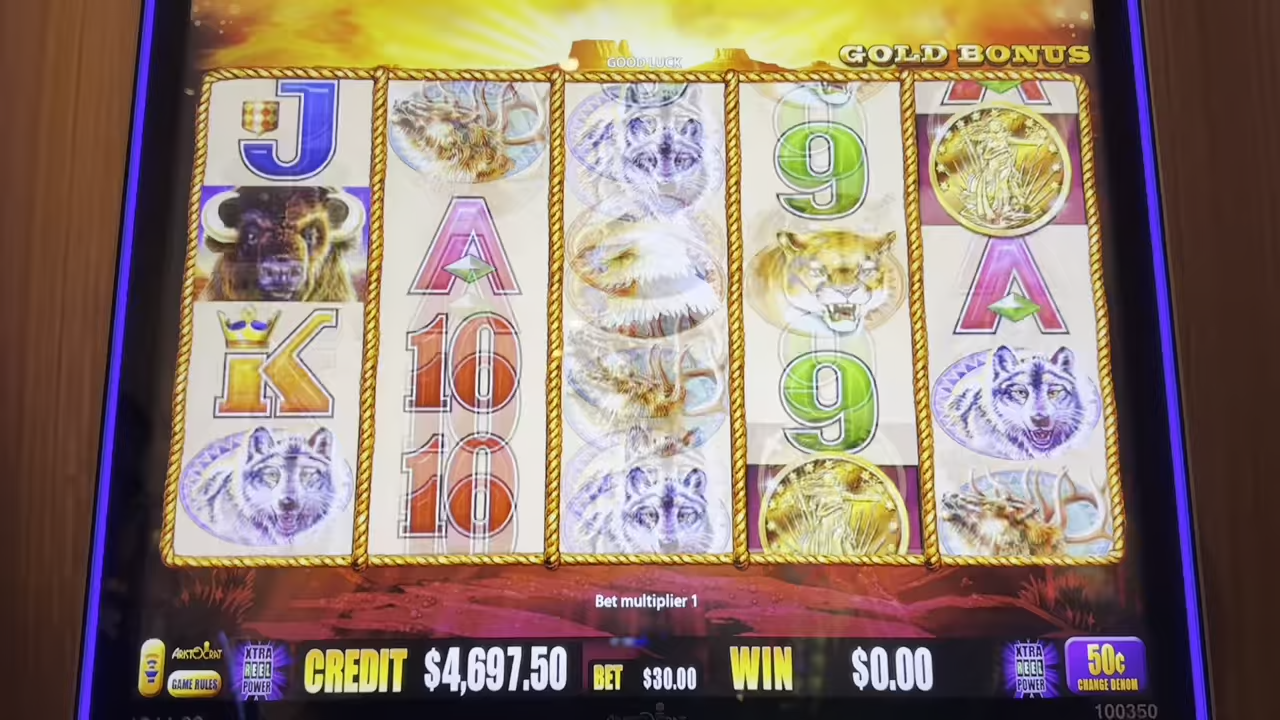 GOOD LUCK
GOLD BONUS
J
9
A
A
K
10
9
10
Bet multiplier 1
ARISTOCRAT
GAME RULES
XTRA
REEL
POWER
CREDIT $4,697.50
BET $30.00
WIN $0.00
XTRA
REEL
POWER
50¢
CHANGE DENOM
100350